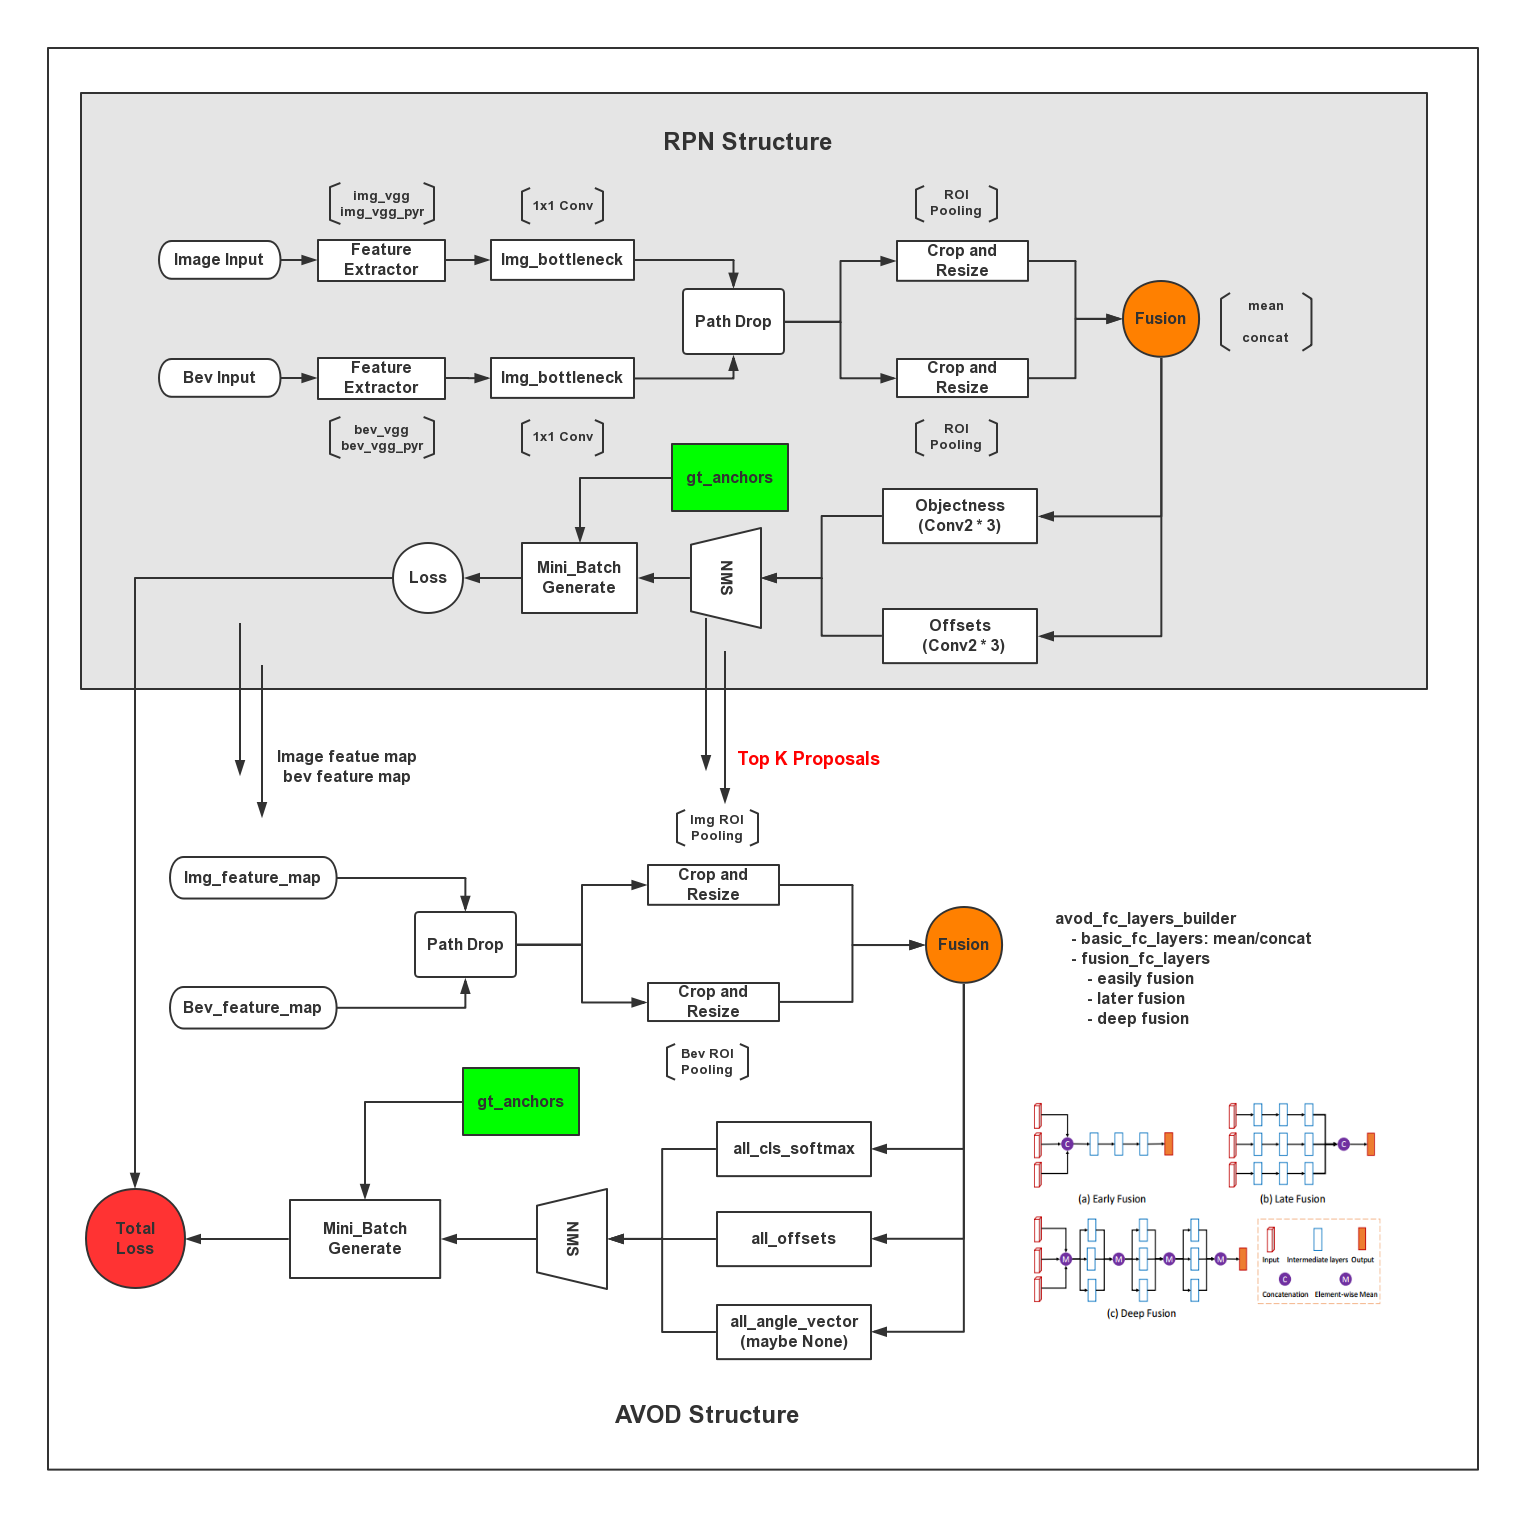 RPN Structure
img_vgg
img_vgg_pyr
1x1 Conv
ROI
Pooling
Image Input
Feature
Extractor
Img_bottleneck
Crop and
Resize
Path Drop
Fusion
mean
concat
Bev Input
Feature
Extractor
Img_bottleneck
Crop and
Resize
bev_vgg
bev_vgg_pyr
1x1 Conv
ROI
Pooling
gt_anchors
Objectness
(Conv2 * 3)
Loss
Mini_Batch
Generate
NMS
Offsets
(Conv2 * 3)
Image featue map
bev feature map
Top K Proposals
Img ROI
Pooling
Img_feature_map
Crop and
Resize
Path Drop
Fusion
Bev_feature_map
Crop and
Resize
Bev ROI
Pooling
avod_fc_layers_builder
- basic_fc_layers: mean/concat
- fusion_fc_layers
- easily fusion
- later fusion
- deep fusion
gt_anchors
all_cls_softmax
Total
Loss
Mini_Batch
Generate
NMS
all_offsets
all_angle_vector
(maybe None)
C
(a) Early Fusion
C
(b) Late Fusion
M
M
M
M
(c) Deep Fusion
Input
Intermediate layers
Output
C
M
Concatenation
Element-wise Mean
AVOD Structure